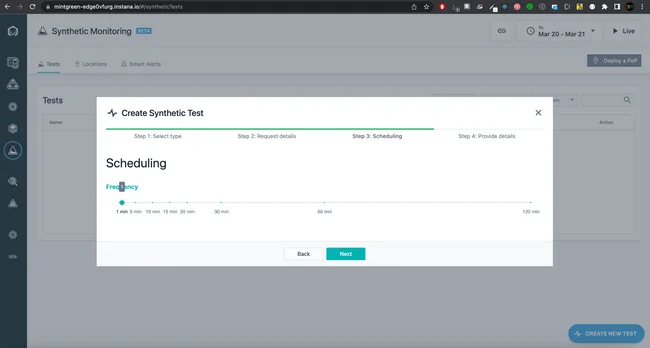 mintgreen-edge0vfurg.instana.io/#/syntheticTests
Synthetic Monitoring BETA
1h
Mar 20 - Mar 21
Live
Tests
Locations
Smart Alerts
Deploy a PoP
Tests
Name
Action
Create Synthetic Test
Step 1: Select type
Step 2: Request details
Step 3: Scheduling
Step 4: Provide details
Scheduling
Frequency
1 min 5 min 10 min 15 min 20 min 30 min 60 min 120 min
Back
Next
CREATE NEW TEST